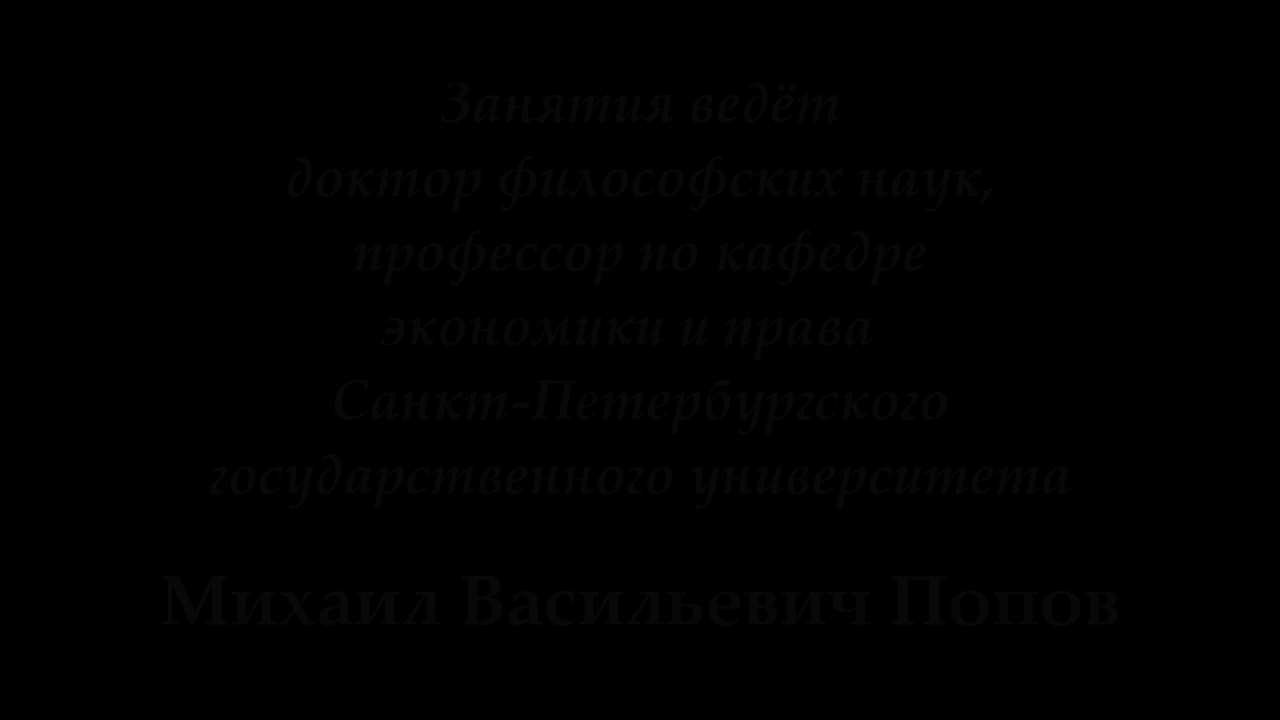 Занятия ведёт
доктор философских наук,
профессор по кафедре
экономики и права
Санкт-Петербургского
государственного университета
Михаил Васильевич Попов